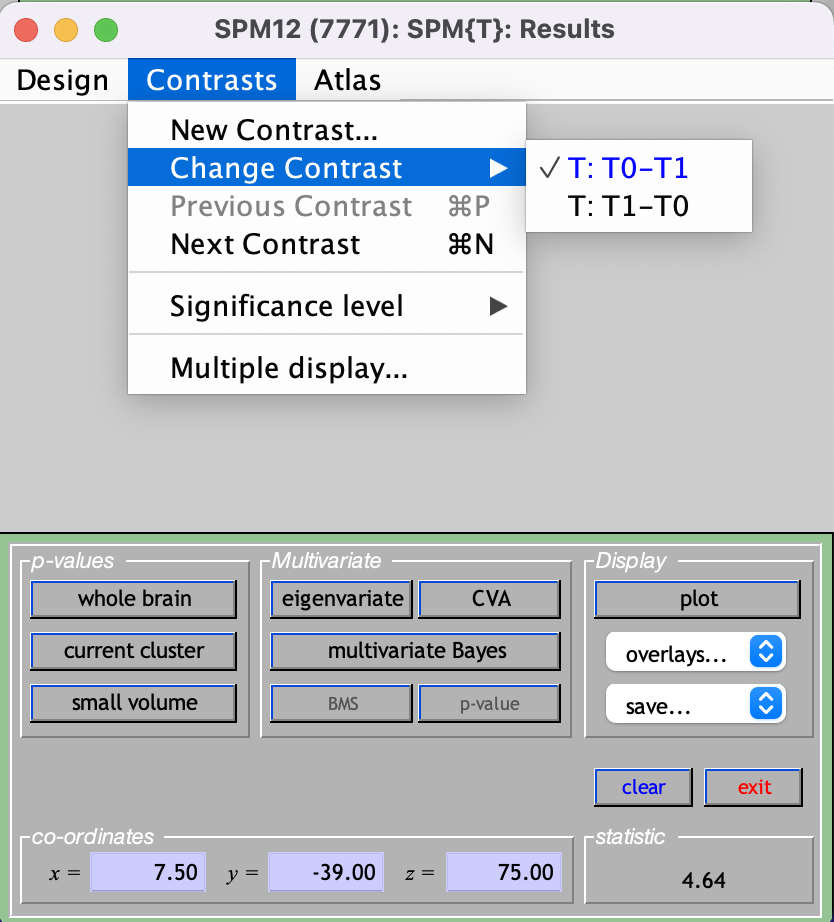 SPM12 (7771): SPM{T}: Results
Design Contrasts Atlas
New Contrast...
Change Contrast ▶ ✓ T: T0-T1
Previous Contrast ⌘P T: T1-T0
Next Contrast ⌘N
Significance level ▶
Multiple display...
p-values Multivariate Display
whole brain eigenvariate CVA plot
current cluster multivariate Bayes overlays...
small volume BMS p-value save...
clear exit
co-ordinates statistic
x = 7.50 y = -39.00 z = 75.00 4.64